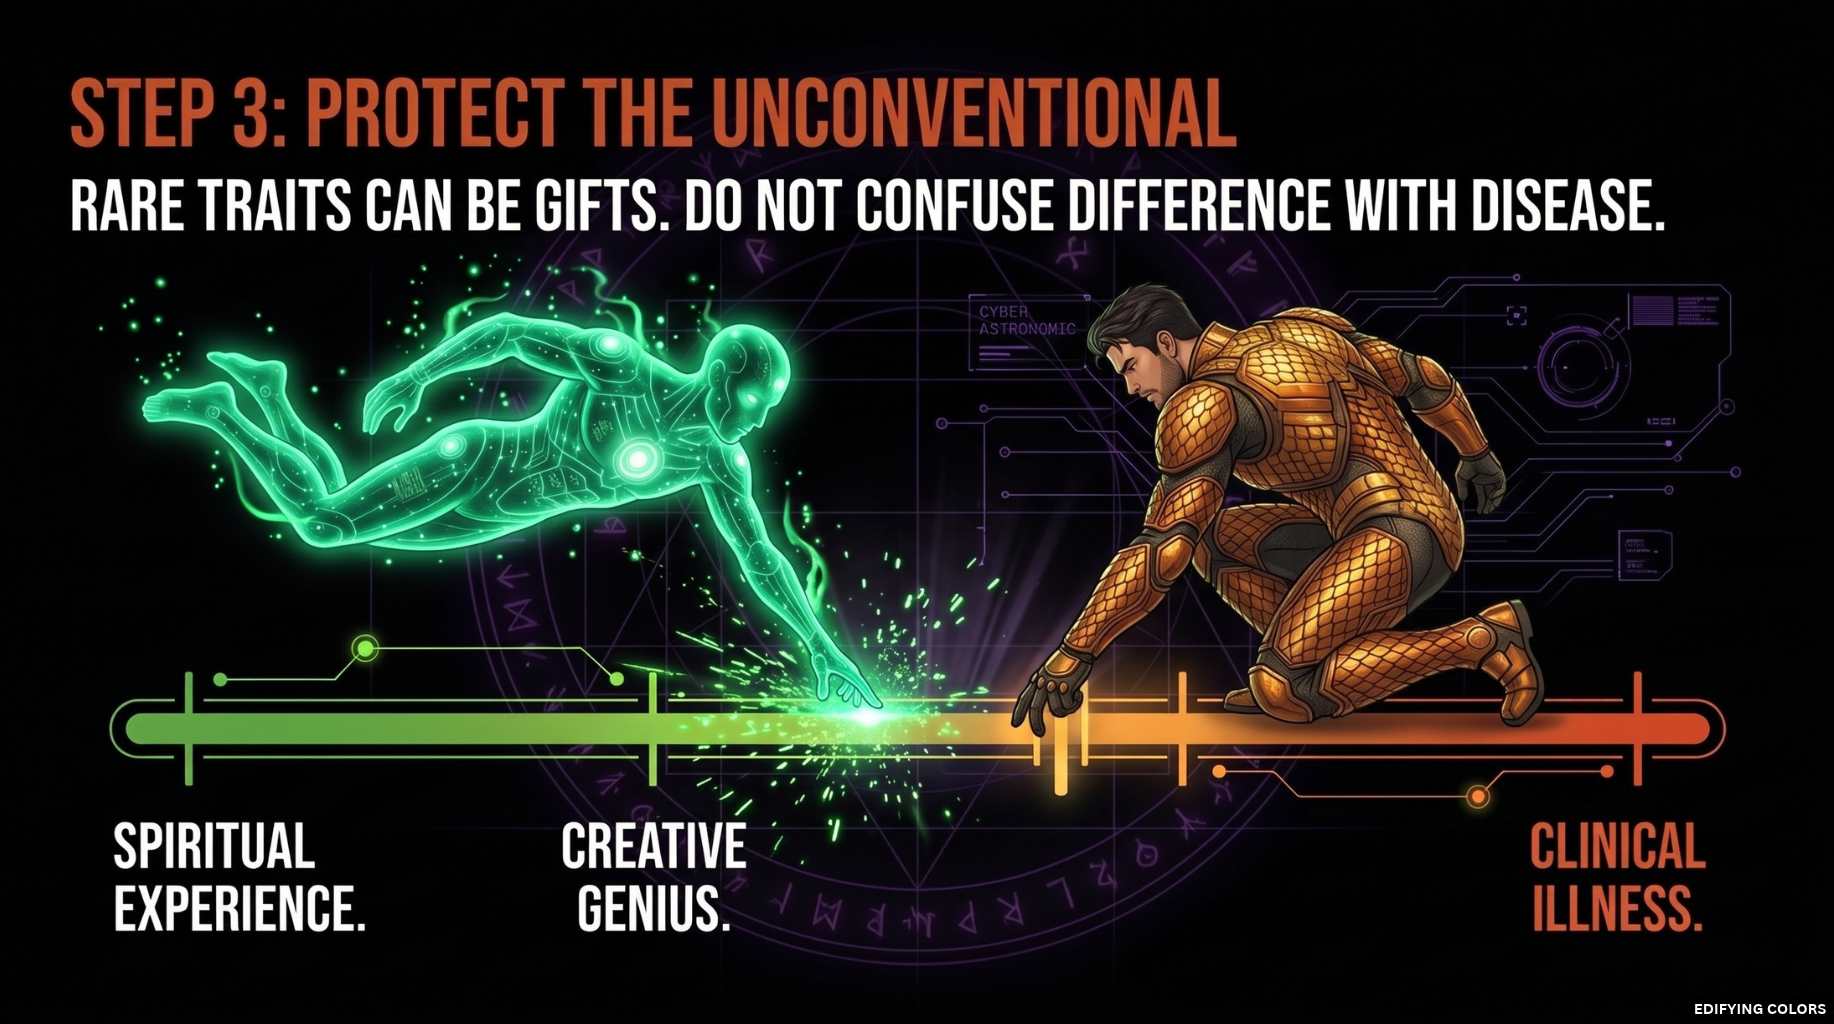 STEP 3: PROTECT THE UNCONVENTIONAL
RARE TRAITS CAN BE GIFTS. DO NOT CONFUSE DIFFERENCE WITH DISEASE.
CYBER
ASTRONOMIC
SPIRITUAL
EXPERIENCE.
CREATIVE
GENIUS.
CLINICAL
ILLNESS.
EDIFYING COLORS